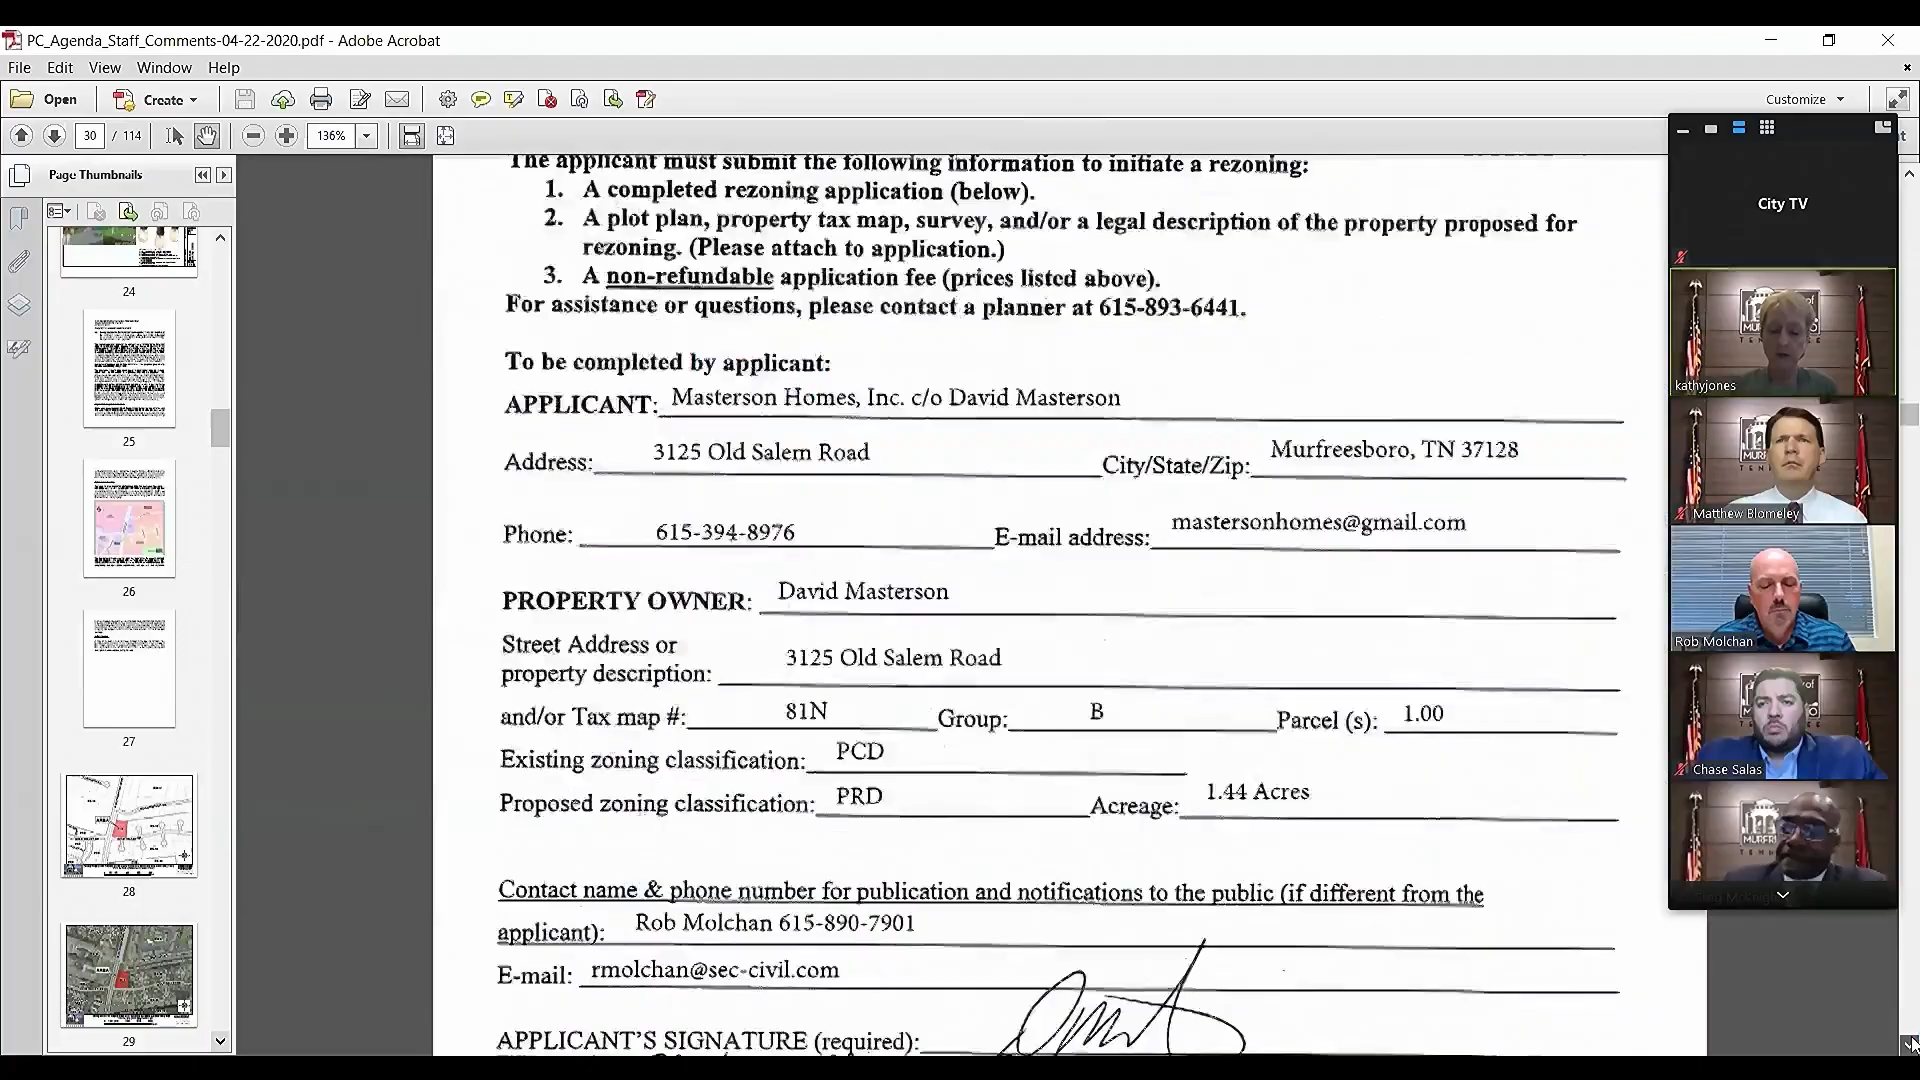 PC_Agenda_Staff_Comments-04-22-2020.pdf - Adobe Acrobat
File Edit View Window Help
Open Create Customize
30 / 114 136%
Page Thumbnails
24
25
26
27
28
29
The applicant must submit the following information to initiate a rezoning:
1. A completed rezoning application (below).
2. A plot plan, property tax map, survey, and/or a legal description of the property proposed for
rezoning. (Please attach to application.)
3. A non-refundable application fee (prices listed above).
For assistance or questions, please contact a planner at 615-893-6441.
To be completed by applicant:
APPLICANT: Masterson Homes, Inc. c/o David Masterson
Address: 3125 Old Salem Road City/State/Zip: Murfreesboro, TN 37128
Phone: 615-394-8976 E-mail address: mastersonhomes@gmail.com
PROPERTY OWNER: David Masterson
Street Address or
property description: 3125 Old Salem Road
and/or Tax map #: 81N Group: B Parcel (s): 1.00
Existing zoning classification: PCD
Proposed zoning classification: PRD Acreage: 1.44 Acres
Contact name & phone number for publication and notifications to the public (if different from the
applicant): Rob Molchan 615-890-7901
E-mail: rmolchan@sec-civil.com
APPLICANT'S SIGNATURE (required):
City TV
kathyjones
Matthew Blomeley
Rob Molchan
Chase Salas